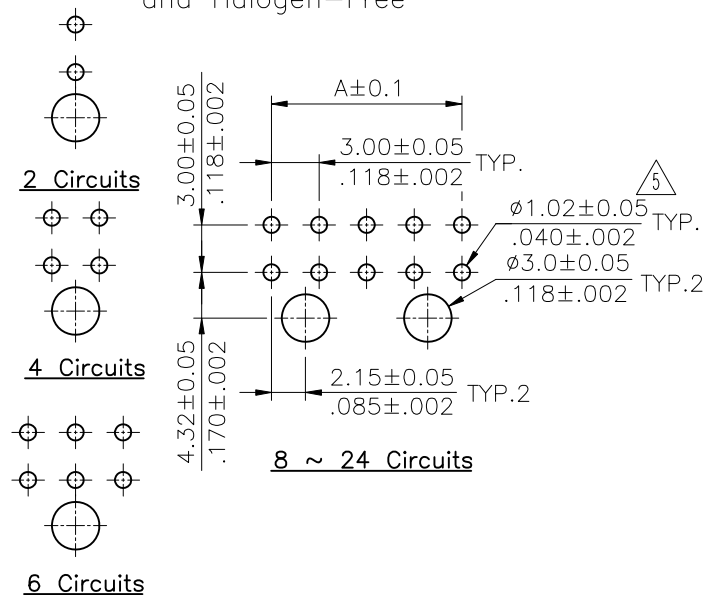 and Halogen-Free
2 Circuits
4 Circuits
6 Circuits
3.00±0.05
.118±.002
A±0.1
3.00±0.05
.118±.002
TYP.
5
ø1.02±0.05
.040±.002
TYP.
ø3.0±0.05
.118±.002
TYP.2
4.32±0.05
.170±.002
2.15±0.05
.085±.002
TYP.2
8 ~ 24 Circuits